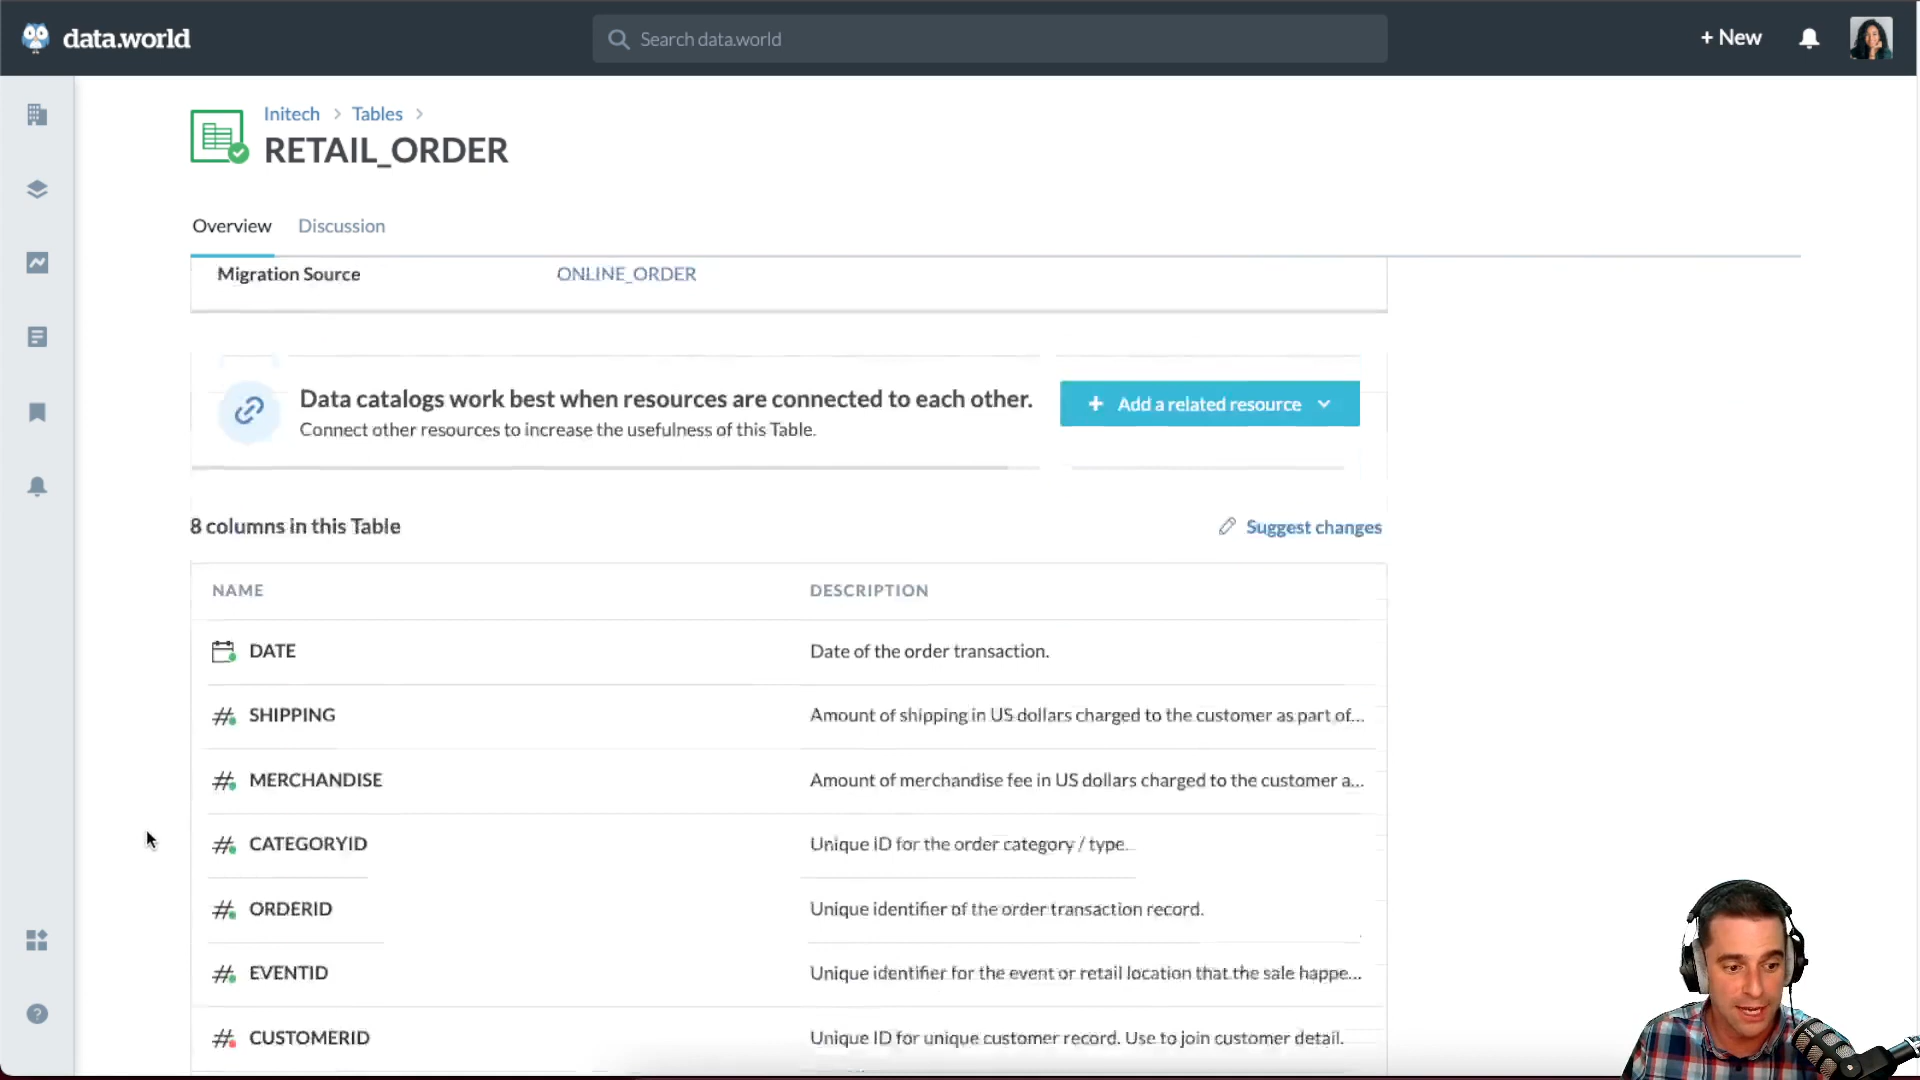 data.world
Search data.world
+ New
Initech > Tables >
RETAIL_ORDER
Overview Discussion
Migration Source ONLINE_ORDER
Data catalogs work best when resources are connected to each other.
Connect other resources to increase the usefulness of this Table.
+ Add a related resource
8 columns in this Table
Suggest changes
NAME DESCRIPTION
DATE Date of the order transaction.
SHIPPING Amount of shipping in US dollars charged to the customer as part of...
MERCHANDISE Amount of merchandise fee in US dollars charged to the customer a...
CATEGORYID Unique ID for the order category / type.
ORDERID Unique identifier of the order transaction record.
EVENTID Unique identifier for the event or retail location that the sale happe...
CUSTOMERID Unique ID for unique customer record. Use to join customer detail.